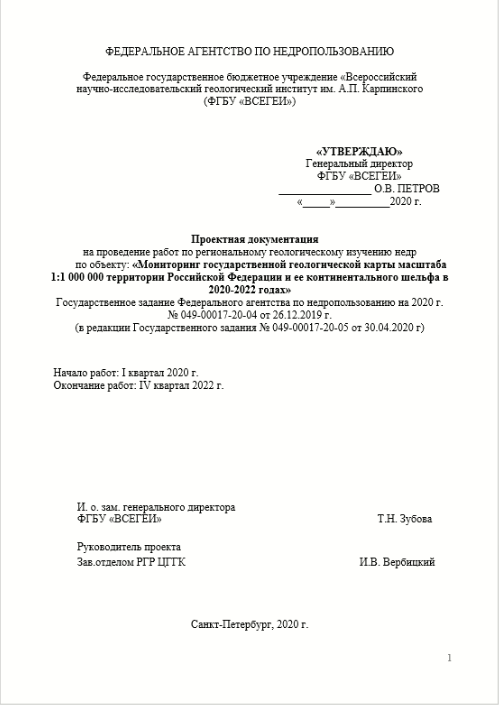 ФЕДЕРАЛЬНОЕ АГЕНТСТВО ПО НЕДРОПОЛЬЗОВАНИЮ
Федеральное государственное бюджетное учреждение «Всероссийский
научно-исследовательский геологический институт им. А.П. Карпинского
(ФГБУ «ВСЕГЕИ»)
«УТВЕРЖДАЮ»
Генеральный директор
ФГБУ «ВСЕГЕИ»
_________________ О.В. ПЕТРОВ
«_____»__________2020 г.
Проектная документация
на проведение работ по региональному геологическому изучению недр
по объекту: «Мониторинг государственной геологической карты масштаба
1:1 000 000 территории Российской Федерации и ее континентального шельфа в
2020-2022 годах»
Государственное задание Федерального агентства по недропользованию на 2020 г.
№ 049-00017-20-04 от 26.12.2019 г.
(в редакции Государственного задания № 049-00017-20-05 от 30.04.2020 г)
Начало работ: I квартал 2020 г.
Окончание работ: IV квартал 2022 г.
И. о. зам. генерального директора
ФГБУ «ВСЕГЕИ» Т.Н. Зубова
Руководитель проекта
Зав.отделом РГР ЦГГК И.В. Вербицкий
Санкт-Петербург, 2020 г.
1